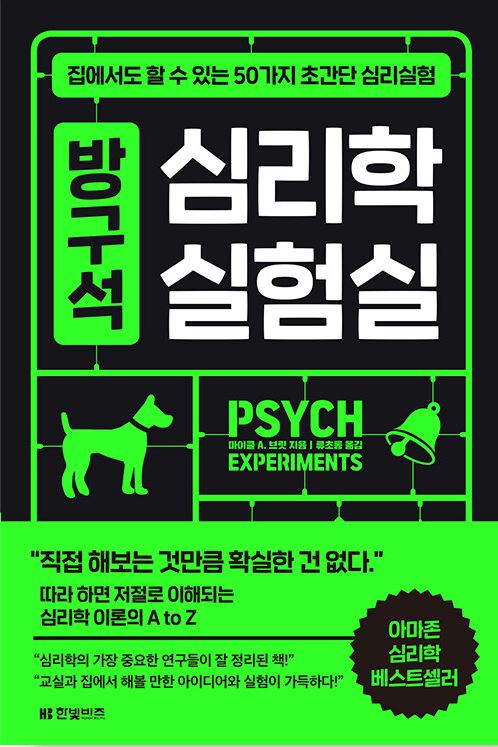 집에서도 할 수 있는 50가지 초간단 심리실험
방구석
심리학
실험실
PSYCH
마이클 A. 브릿 지음 | 류초롱 옮김
EXPERIMENTS
“직접 해보는 것만큼 확실한 건 없다.”
따라 하면 저절로 이해되는
심리학 이론의 A to Z
“심리학의 가장 중요한 연구들이 잘 정리된 책!”
“교실과 집에서 해볼 만한 아이디어와 실험이 가득하다!”
아마존
심리학
베스트셀러
HB 한빛비즈